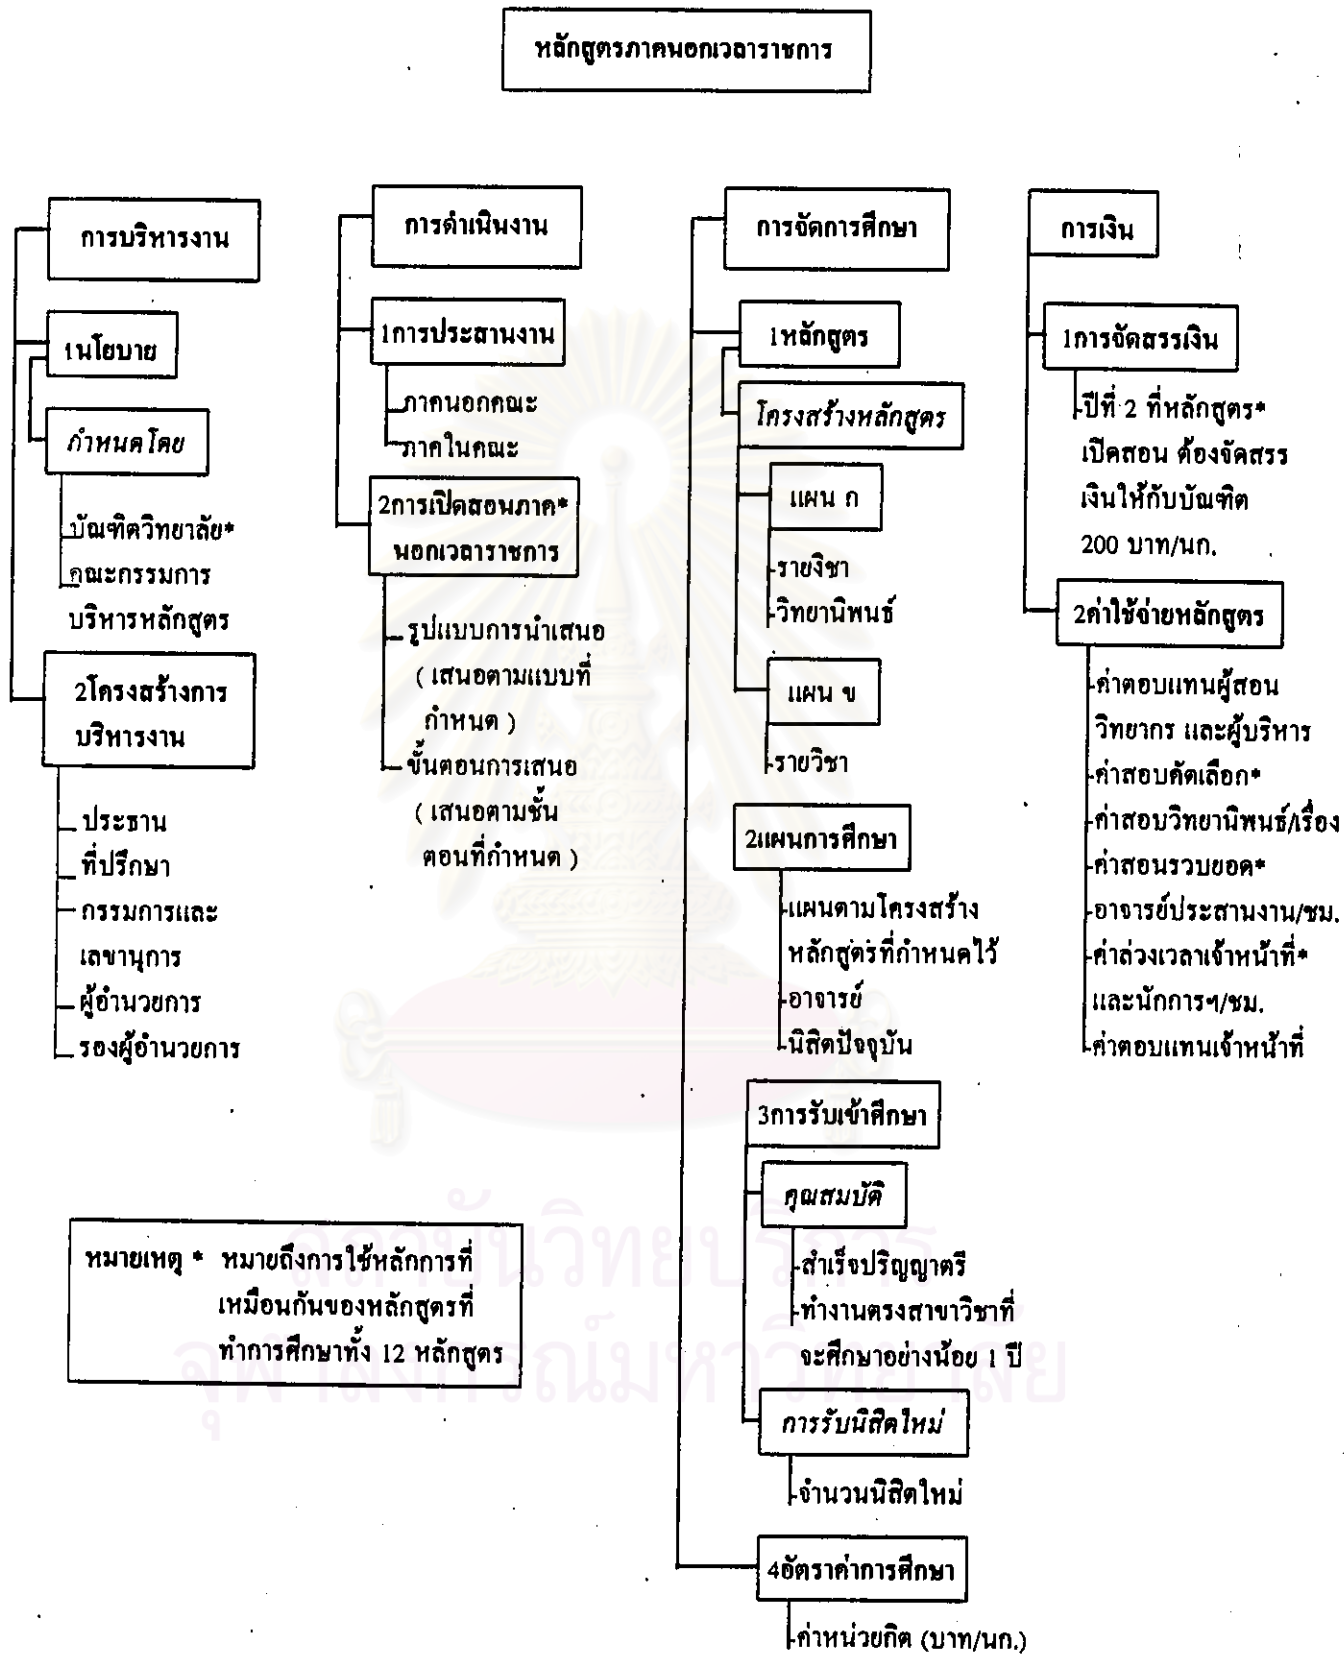 หลักสูตรภาคนอกเวลาราชการ
การบริหารงาน
1นโยบาย
กำหนดโดย
บัณฑิตวิทยาลัย*
คณะกรรมการ
บริหารหลักสูตร
2โครงสร้างการ
บริหารงาน
ประธาน
ที่ปรึกษา
กรรมการและ
เลขานุการ
ผู้อำนวยการ
รองผู้อำนวยการ
การดำเนินงาน
1การประสานงาน
ภาคนอกคณะ
ภาคในคณะ
2การเปิดสอนภาค*
นอกเวลาราชการ
รูปแบบการนำเสนอ
( เสนอตามแบบที่
กำหนด )
ขั้นตอนการเสนอ
( เสนอตามชั้น
ตอนที่กำหนด )
การจัดการศึกษา
1หลักสูตร
โครงสร้างหลักสูตร
แผน ก
-รายงิชา
-วิทยานิพนธ์
แผน ข
-รายวิชา
2แผนการศึกษา
-แผนตามโครงสร้าง
หลักสูตรที่กำหนดไว้
-อาจารย์
-นิสิตปัจจุบัน
3การรับเข้าศึกษา
คุณสมบัติ
-สำเร็จปริญญาตรี
-ทำงานตรงสาขาวิชาที่
จะศึกษาอย่างน้อย 1 ปี
การรับนิสิตใหม่
-จำนวนนิสิตใหม่
4อัตราค่าการศึกษา
-ค่าหน่วยกิต (บาท/นก.)
การเงิน
1การจัดสรรเงิน
-ปีที่ 2 ที่หลักสูตร*
เปิดสอน ต้องจัดสรร
เงินให้กับบัณฑิต
200 บาท/นก.
2ค่าใช้จ่ายหลักสูตร
-ค่าตอบแทนผู้สอน
วิทยากร และผู้บริหาร
-ค่าสอบคัดเลือก*
-ค่าสอบวิทยานิพนธ์/เรื่อง
-ค่าสอนรวบยอด*
-อาจารย์ประสานงาน/ชม.
-ค่าล่วงเวลาเจ้าหน้าที่*
และนักการฯ/ชม.
-ค่าตอบแทนเจ้าหน้าที่
หมายเหตุ * หมายถึงการใช้หลักการที่
เหมือนกันของหลักสูตรที่
ทำการศึกษาทั้ง 12 หลักสูตร
สถาบันวิทยบริการ
จุฬาลงกรณ์มหาวิทยาลัย